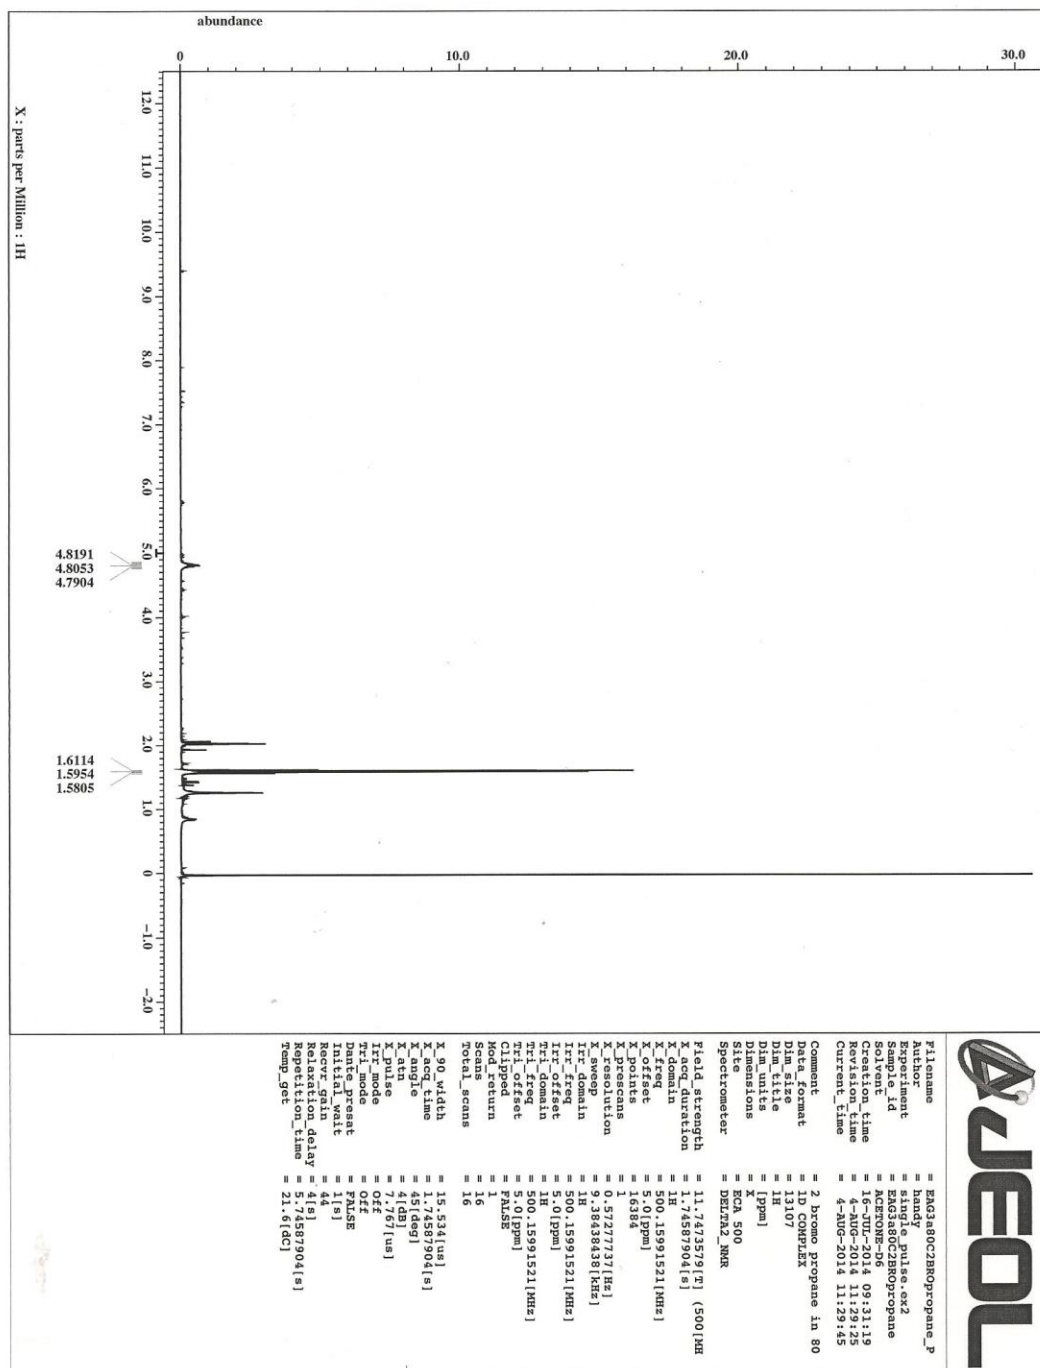 abundance
0 10.0 20.0 30.0
12.0
11.0
10.0
9.0
8.0
7.0
6.0
5.0
4.0
3.0
2.0
1.0
0
−1.0
−2.0
X : parts per Million : 1H
4.8191
4.8053
4.7904
1.6114
1.5954
1.5805
JEOL
Filename = EAG3a80C2BROpropane_P
Author = handy
Experiment = single_pulse.ex2
Sample_id = EAG3a80C2BROpropane
Solvent = ACETONE-D6
Creation_time = 16-JUL-2014 09:31:19
Revision_time = 4-AUG-2014 11:29:25
Current_time = 4-AUG-2014 11:29:45
Comment = 2 bromo propane in 80
Data_format = 1D COMPLEX
Dim_size = 13107
Dim_title = 1H
Dim_units = [ppm]
Dimensions = X
Site = ECA 500
Spectrometer = DELTA2_NMR
Field_strength = 11.7473579[T] (500[MH
X_acq_duration = 1.74587904[s]
X_domain = 1H
X_freq = 500.15991521[MHz]
X_offset = 5.0[ppm]
X_points = 16384
X_prescans = 1
X_resolution = 0.57277737[Hz]
X_sweep = 9.38438438[kHz]
Irr_domain = 1H
Irr_freq = 500.15991521[MHz]
Irr_offset = 5.0[ppm]
Tri_domain = 1H
Tri_freq = 500.15991521[MHz]
Tri_offset = 5.0[ppm]
Clipped = FALSE
Mod_return = 1
Scans = 16
Total_scans = 16
X_90_width = 15.534[us]
X_acq_time = 1.74587904[s]
X_angle = 45[deg]
X_atn = 4[dB]
X_pulse = 7.767[us]
Irr_mode = Off
Tri_mode = Off
Dante_presat = FALSE
Initial_wait = 1[s]
Recvr_gain = 44
Relaxation_delay = 4[s]
Repetition_time = 5.74587904[s]
Temp_get = 21.6[dC]